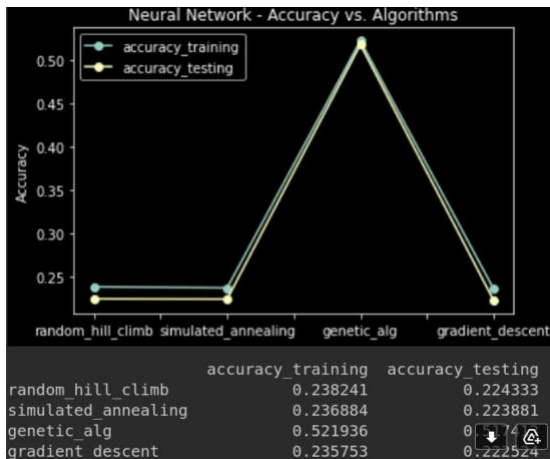 Neural Network - Accuracy vs. Algorithms
accuracy_training
accuracy_testing
0.50
0.45
0.40
0.35
0.30
0.25
Accuracy
random_hill_climb simulated_annealing genetic_alg gradient_descent
accuracy_training accuracy_testing
random_hill_climb 0.238241 0.224333
simulated_annealing 0.236884 0.223881
genetic_alg 0.521936
gradient_descent 0.235753 0.222524